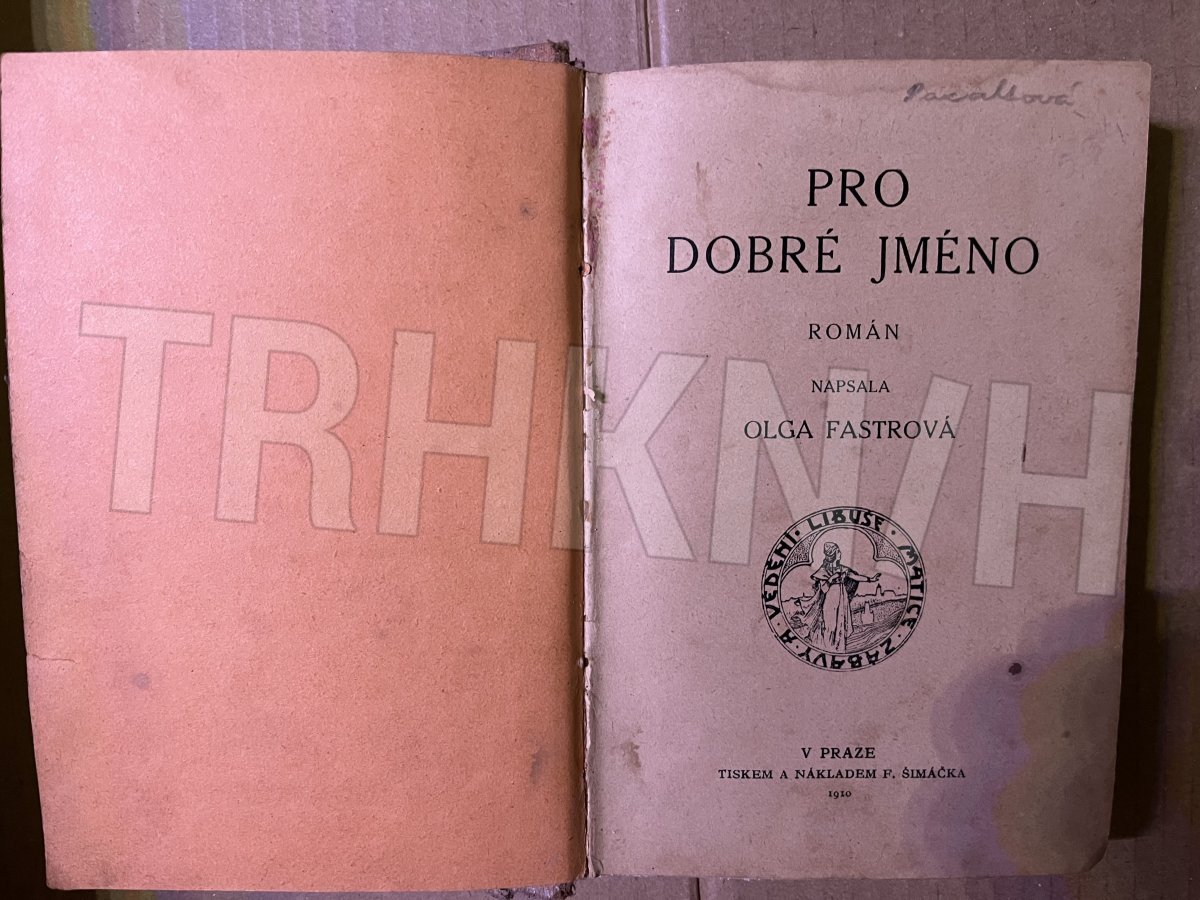 Pacaltová
PRO
DOBRÉ JMÉNO
ROMÁN
NAPSALA
OLGA FASTROVÁ
LIBUŠE · MATICE · ZÁBAVY · A · VĚDĚNÍ ·
V PRAZE
TISKEM A NÁKLADEM F. ŠIMÁČKA
1910
TRHKNIH